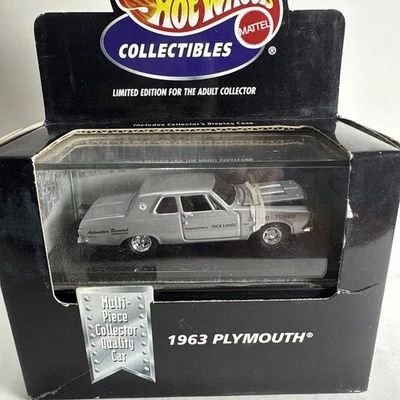 Hot Wheels
MATTEL
COLLECTIBLES
LIMITED EDITION FOR THE ADULT COLLECTOR
Includes Collector's Display Case
DICK LANDY
TUNER
Multi-
Piece
Collector
Quality
Car
1963 PLYMOUTH®